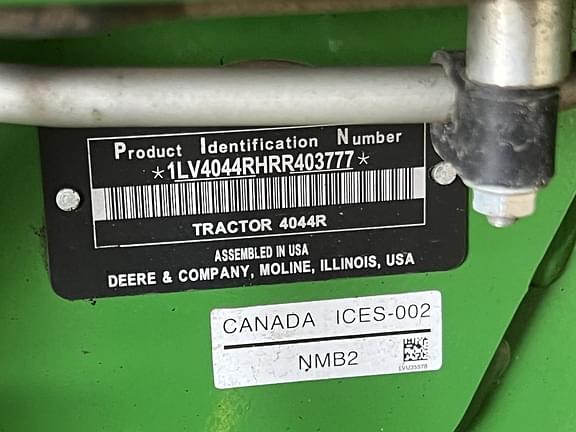 Product Identification Number
*1LV4044RHRR403777*
TRACTOR 4044R
ASSEMBLED IN USA
DEERE & COMPANY, MOLINE, ILLINOIS, USA
CANADA ICES-002
NMB2